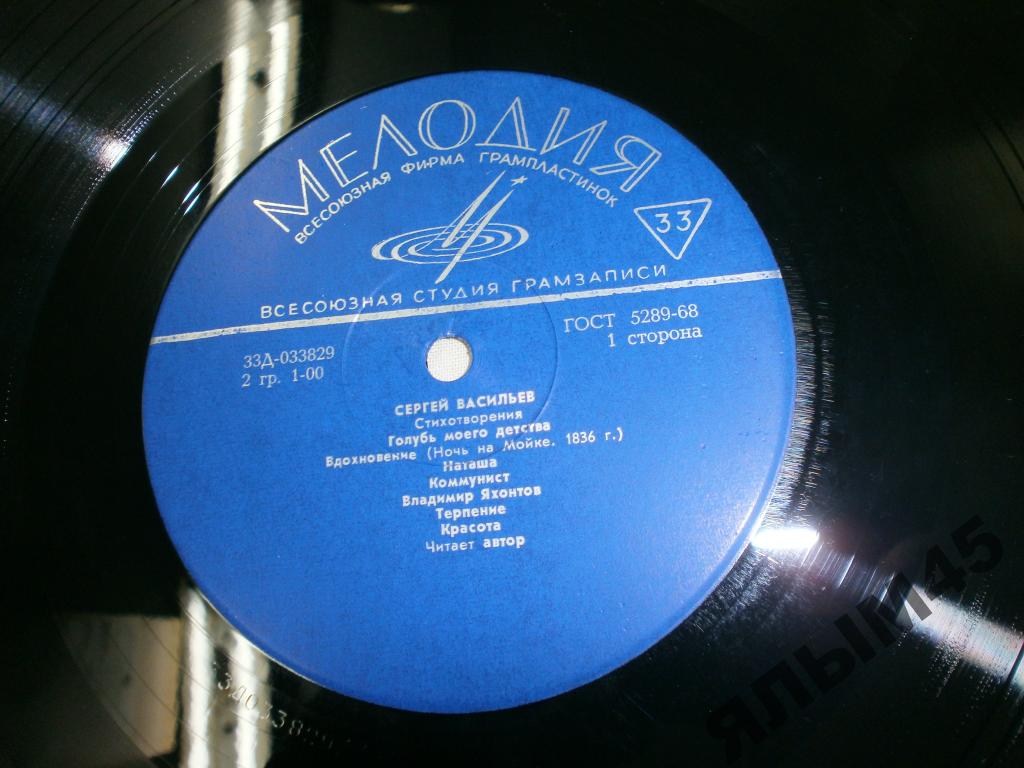 МЕЛОДИЯ
ВСЕСОЮЗНАЯ ФИРМА ГРАМПЛАСТИНОК
33
ВСЕСОЮЗНАЯ СТУДИЯ ГРАМЗАПИСИ
33Д-033829
2 гр. 1-00
ГОСТ 5289-68
1 сторона
СЕРГЕЙ ВАСИЛЬЕВ
Стихотворения
Голубь моего детства
Вдохновение (Ночь на Мойке. 1836 г.)
Наташа
Коммунист
Владимир Яхонтов
Терпение
Красота
Читает автор
ЯЛЫМ45